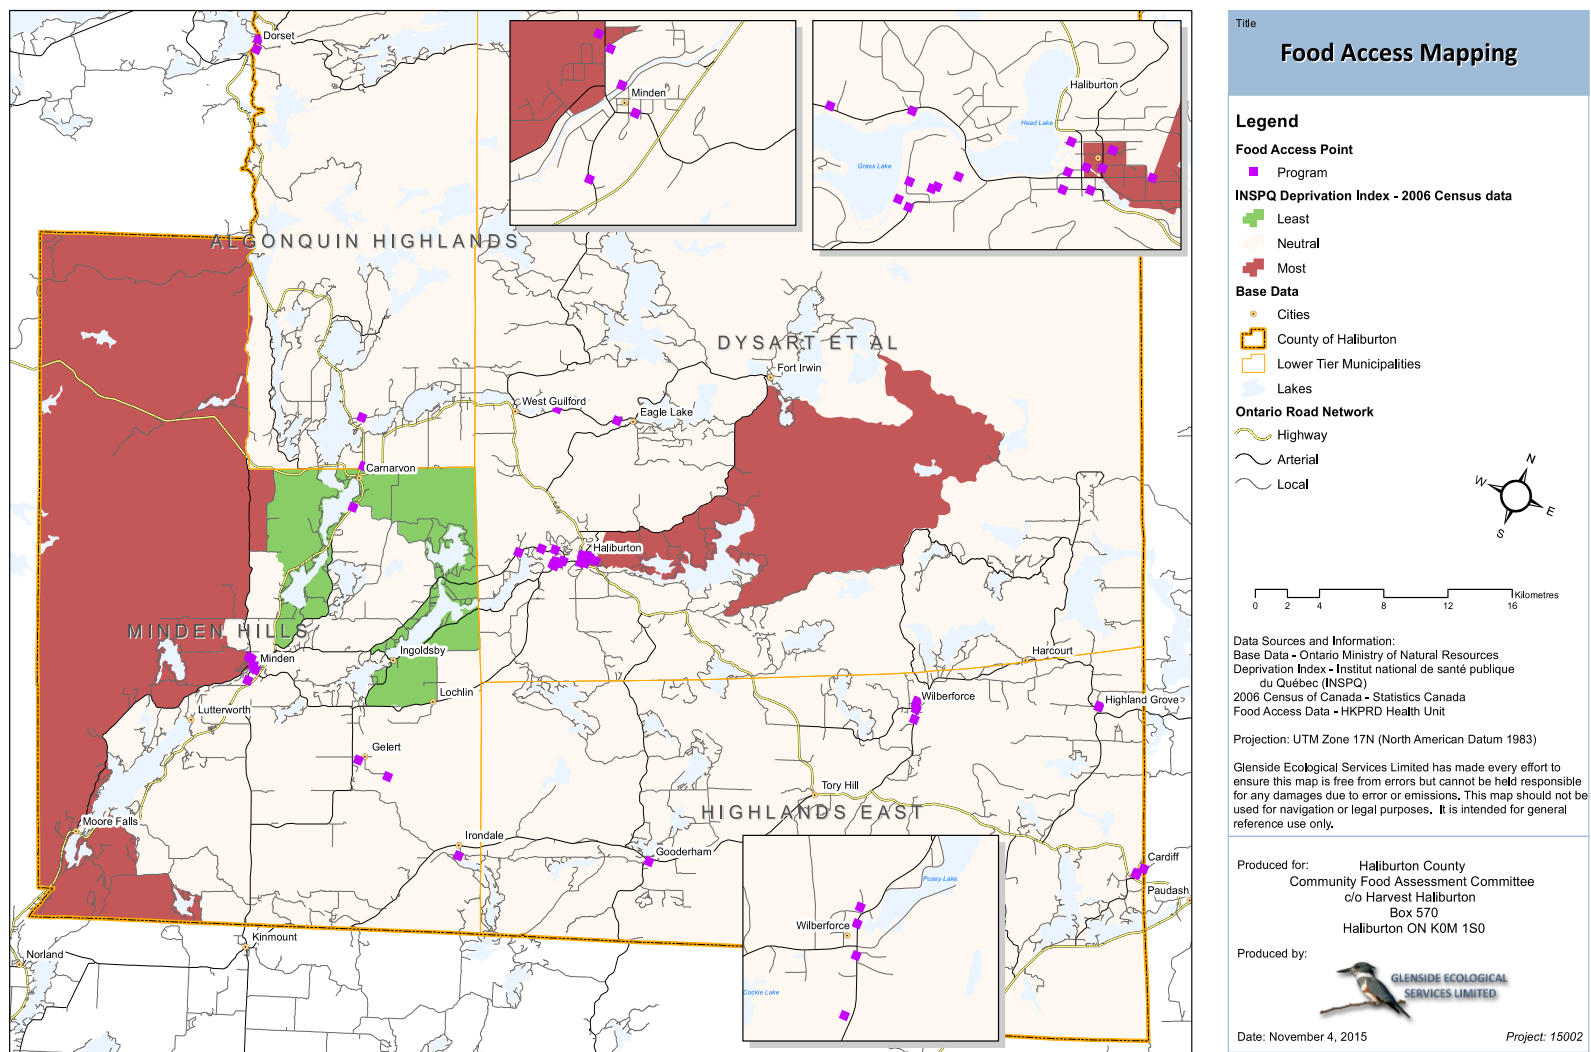 Dorset
Minden
Haliburton
Head Lake
Grass Lake
ALGONQUIN HIGHLANDS
DYSART ET AL
Fort Irwin
West Guilford
Eagle Lake
Carnarvon
Haliburton
MINDEN HILLS
Minden
Ingoldsby
Harcourt
Lochlin
Wilberforce
Highland Grove
Lutterworth
Gelert
Tory Hill
HIGHLANDS EAST
Moore Falls
Irondale
Gooderham
Cardiff
Paudash
Pusey Lake
Wilberforce
Cockle Lake
Kinmount
Norland
Title
Food Access Mapping
Legend
Food Access Point
Program
INSPQ Deprivation Index - 2006 Census data
Least
Neutral
Most
Base Data
Cities
County of Haliburton
Lower Tier Municipalities
Lakes
Ontario Road Network
Highway
Arterial
Local
N
W
E
S
Kilometres
0 2 4 8 12 16
Data Sources and Information:
Base Data - Ontario Ministry of Natural Resources
Deprivation Index - Institut national de santé publique
du Québec (INSPQ)
2006 Census of Canada - Statistics Canada
Food Access Data - HKPRD Health Unit
Projection: UTM Zone 17N (North American Datum 1983)
Glenside Ecological Services Limited has made every effort to
ensure this map is free from errors but cannot be held responsible
for any damages due to error or emissions. This map should not be
used for navigation or legal purposes. It is intended for general
reference use only.
Produced for: Haliburton County
Community Food Assessment Committee
c/o Harvest Haliburton
Box 570
Haliburton ON K0M 1S0
Produced by:
GLENSIDE ECOLOGICAL
SERVICES LIMITED
Date: November 4, 2015 Project: 15002